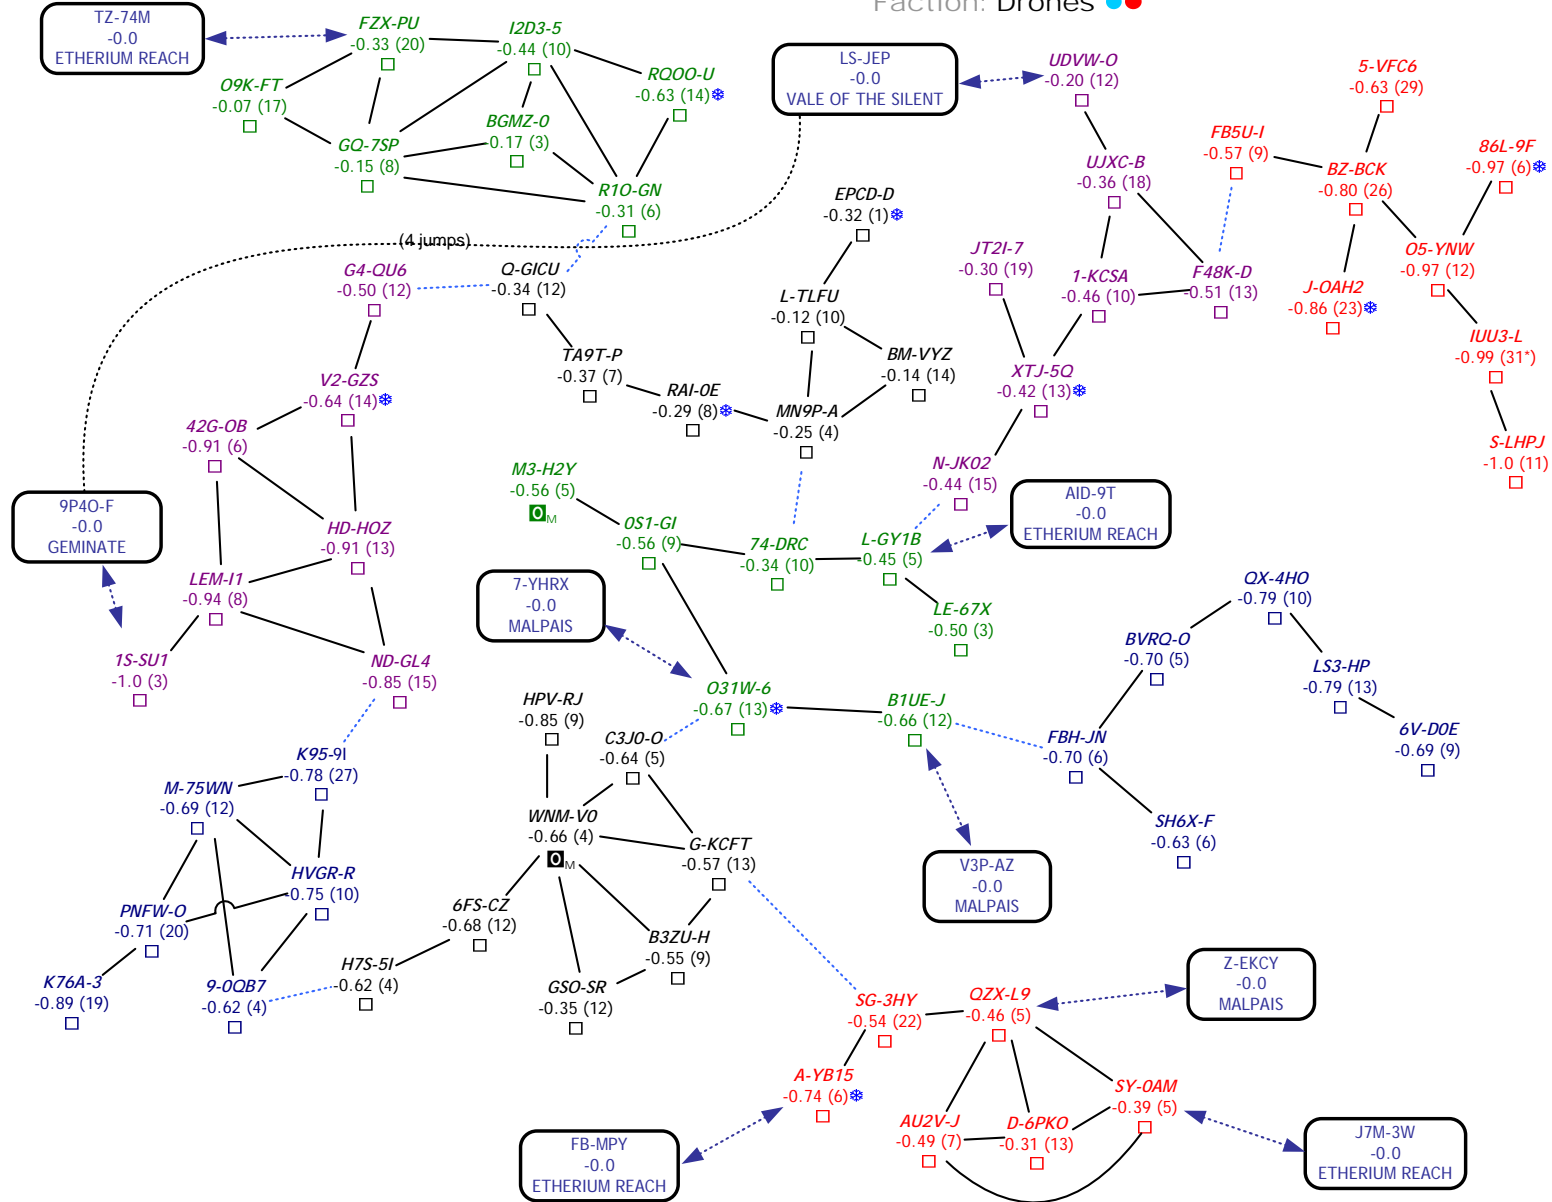 Faction: Drones
TZ-74M
-0.0
ETHERIUM REACH
FZX-PU
-0.33 (20)
I2D3-5
-0.44 (10)
RQOO-U
-0.63 (14)
O9K-FT
-0.07 (17)
GQ-7SP
-0.15 (8)
BGMZ-0
0.17 (3)
R1O-GN
-0.31 (6)
LS-JEP
-0.0
VALE OF THE SILENT
UDVW-O
-0.20 (12)
5-VFC6
-0.63 (29)
FB5U-I
-0.57 (9)
86L-9F
-0.97 (6)
UJXC-B
-0.36 (18)
BZ-BCK
-0.80 (26)
EPCD-D
-0.32 (1)
(4 jumps)
G4-QU6
-0.50 (12)
Q-GICU
-0.34 (12)
JT2I-7
-0.30 (19)
1-KCSA
-0.46 (10)
F48K-D
-0.51 (13)
O5-YNW
-0.97 (12)
J-OAH2
-0.86 (23)
L-TLFU
-0.12 (10)
IUU3-L
-0.99 (31*)
TA9T-P
-0.37 (7)
BM-VYZ
-0.14 (14)
V2-GZS
-0.64 (14)
RAI-0E
-0.29 (8)
XTJ-5Q
-0.42 (13)
MN9P-A
-0.25 (4)
42G-OB
-0.91 (6)
S-LHPJ
-1.0 (11)
M3-H2Y
-0.56 (5)
0
M
N-JK02
-0.44 (15)
9P4O-F
-0.0
GEMINATE
AID-9T
-0.0
ETHERIUM REACH
HD-HOZ
-0.91 (13)
0S1-GI
-0.56 (9)
74-DRC
-0.34 (10)
L-GY1B
-0.45 (5)
LEM-I1
-0.94 (8)
7-YHRX
-0.0
MALPAIS
LE-67X
-0.50 (3)
QX-4HO
-0.79 (10)
BVRQ-O
-0.70 (5)
1S-SU1
-1.0 (3)
ND-GL4
-0.85 (15)
LS3-HP
-0.79 (13)
HPV-RJ
-0.85 (9)
O31W-6
-0.67 (13)
B1UE-J
-0.66 (12)
6V-D0E
-0.69 (9)
C3J0-O
-0.64 (5)
FBH-JN
-0.70 (6)
K95-9I
-0.78 (27)
M-75WN
-0.69 (12)
WNM-V0
-0.66 (4)
0
M
G-KCFT
-0.57 (13)
SH6X-F
-0.63 (6)
V3P-AZ
-0.0
MALPAIS
HVGR-R
-0.75 (10)
PNFW-O
-0.71 (20)
6FS-CZ
-0.68 (12)
B3ZU-H
-0.55 (9)
K76A-3
-0.89 (19)
9-0QB7
-0.62 (4)
H7S-5I
-0.62 (4)
GSO-SR
-0.35 (12)
Z-EKCY
-0.0
MALPAIS
SG-3HY
-0.54 (22)
QZX-L9
-0.46 (5)
A-YB15
-0.74 (6)
SY-0AM
-0.39 (5)
AU2V-J
-0.49 (7)
D-6PKO
-0.31 (13)
FB-MPY
-0.0
ETHERIUM REACH
J7M-3W
-0.0
ETHERIUM REACH